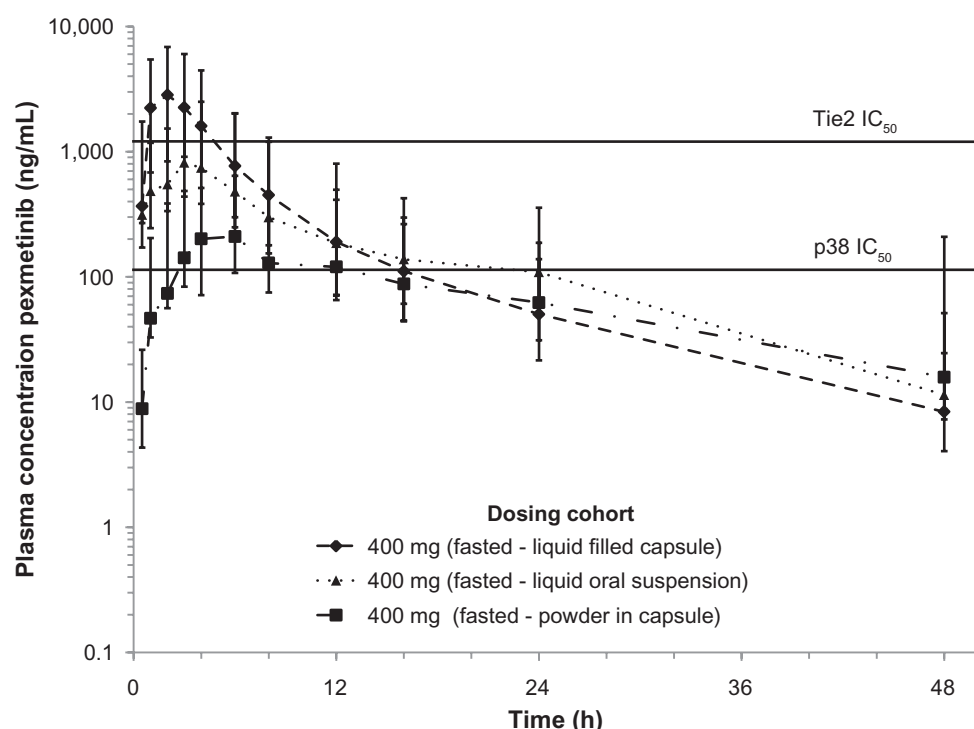 Plasma concentraion pexmetinib (ng/mL)
10,000
1,000
100
10
1
0.1
Tie2 IC50
p38 IC50
Dosing cohort
400 mg (fasted - liquid filled capsule)
400 mg (fasted - liquid oral suspension)
400 mg (fasted - powder in capsule)
0 12 24 36 48
Time (h)